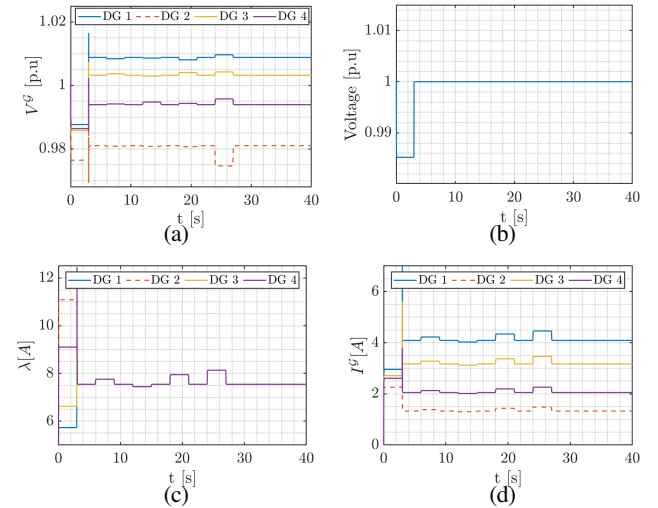 1.02
DG 1 DG 2 DG 3 DG 4
1
0.98
V^𝒢 [p.u]
0 10 20 30 40
t [s]
(a)
1.01
1
0.99
Voltage [p.u]
0 10 20 30 40
t [s]
(b)
12
DG 1 DG 2 DG 3 DG 4
10
8
6
λ[A]
0 10 20 30 40
t [s]
(c)
6
DG 1 DG 2 DG 3 DG 4
4
2
0
I^𝒢[A]
0 10 20 30 40
t [s]
(d)